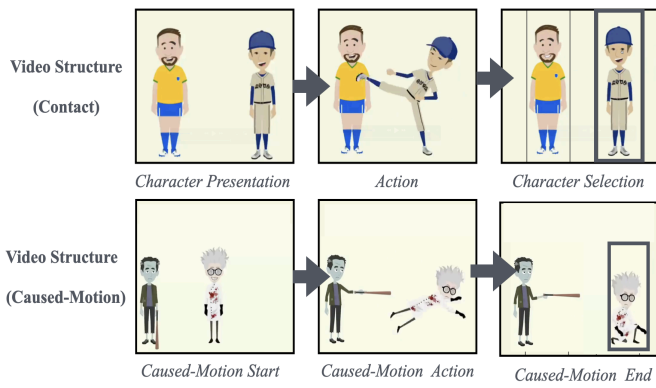 Video Structure
(Contact)
Character Presentation
Action
Character Selection
Video Structure
(Caused-Motion)
Caused-Motion Start
Caused-Motion Action
Caused-Motion End